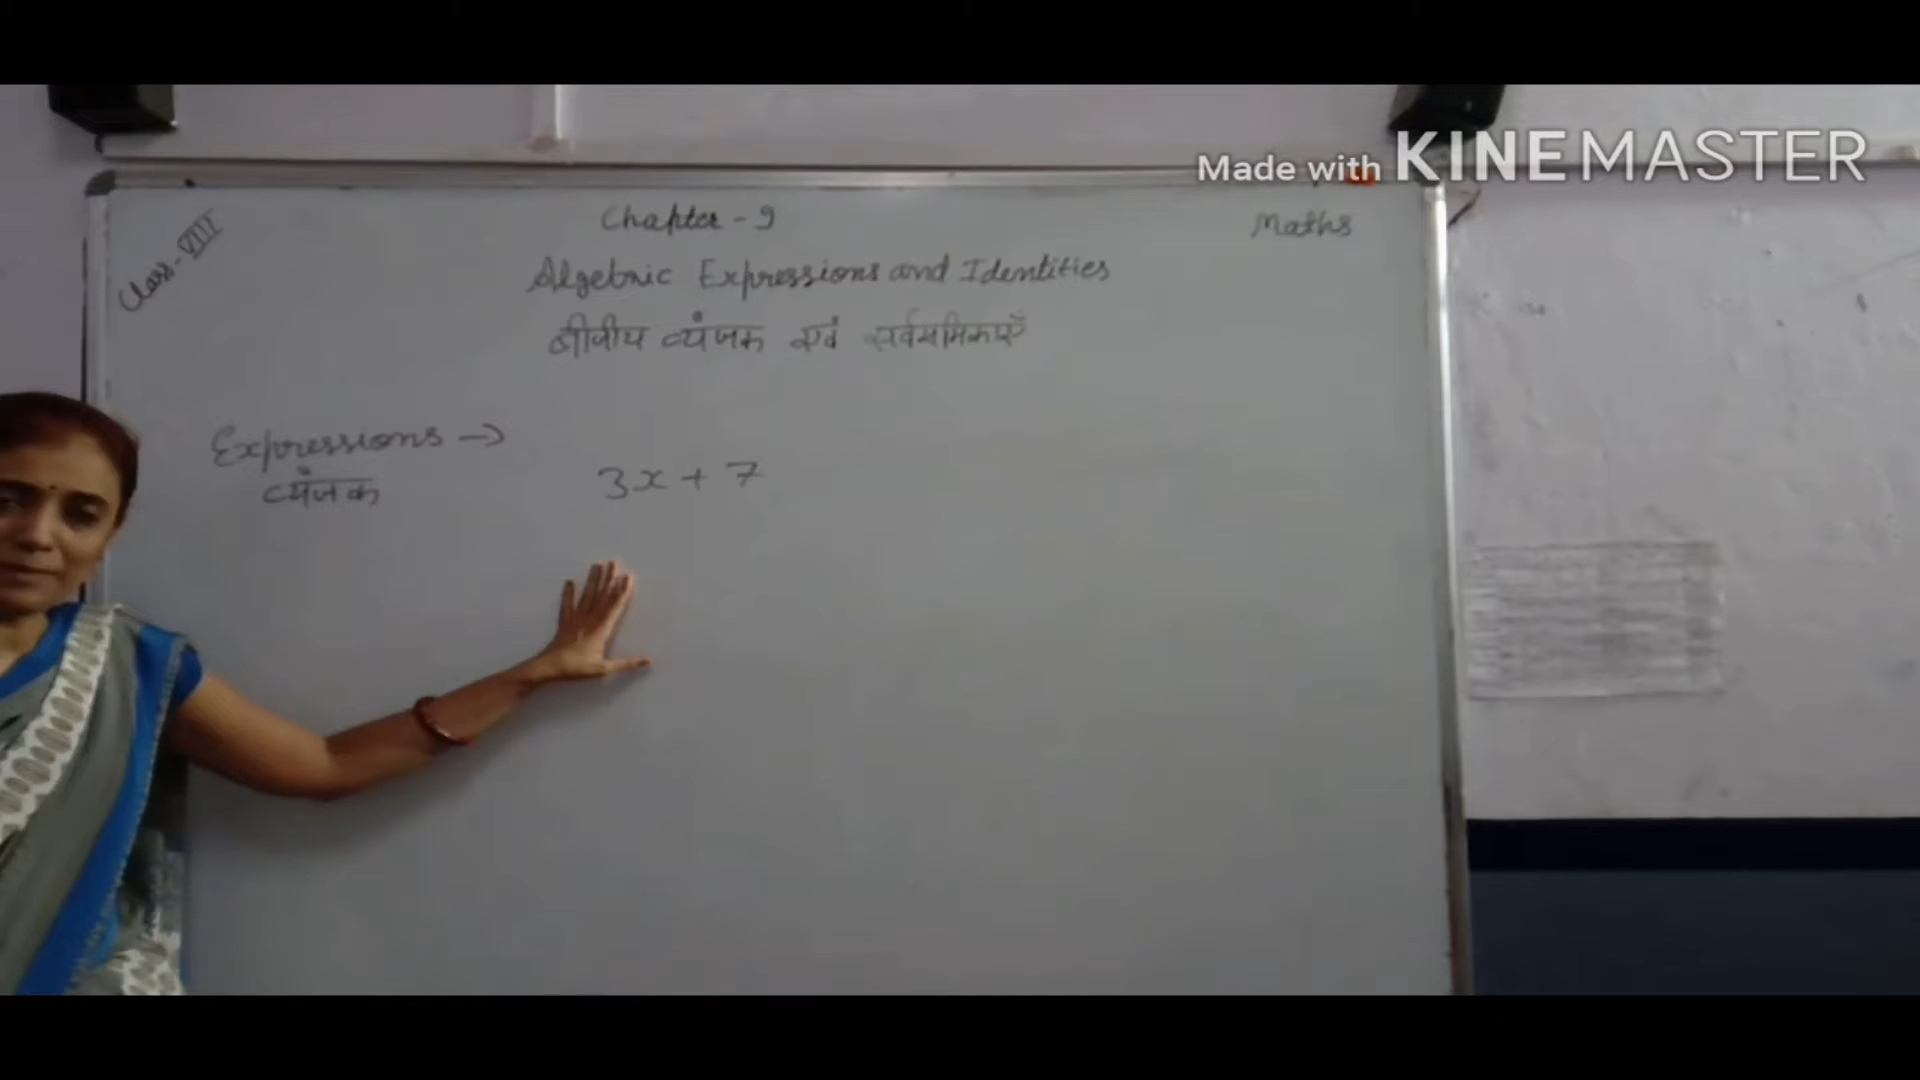 Made with KINEMASTER
Class-VIII
Chapter - 9
Maths
Algebraic Expressions and Identities
बीजीय व्यंजक एवं सर्वसमिकाएँ
Expressions →
व्यंजक
3x + 7